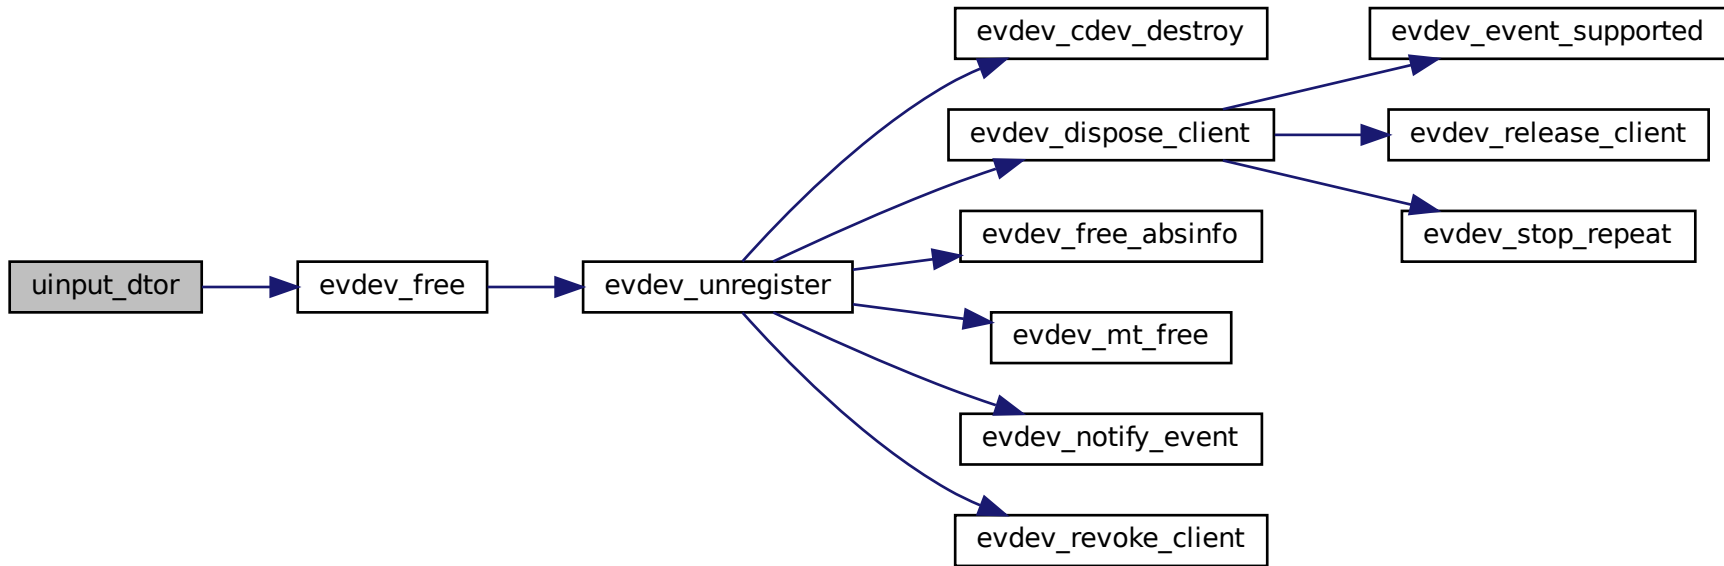 uinput_dtor
evdev_free
evdev_unregister
evdev_cdev_destroy
evdev_dispose_client
evdev_free_absinfo
evdev_mt_free
evdev_notify_event
evdev_revoke_client
evdev_event_supported
evdev_release_client
evdev_stop_repeat